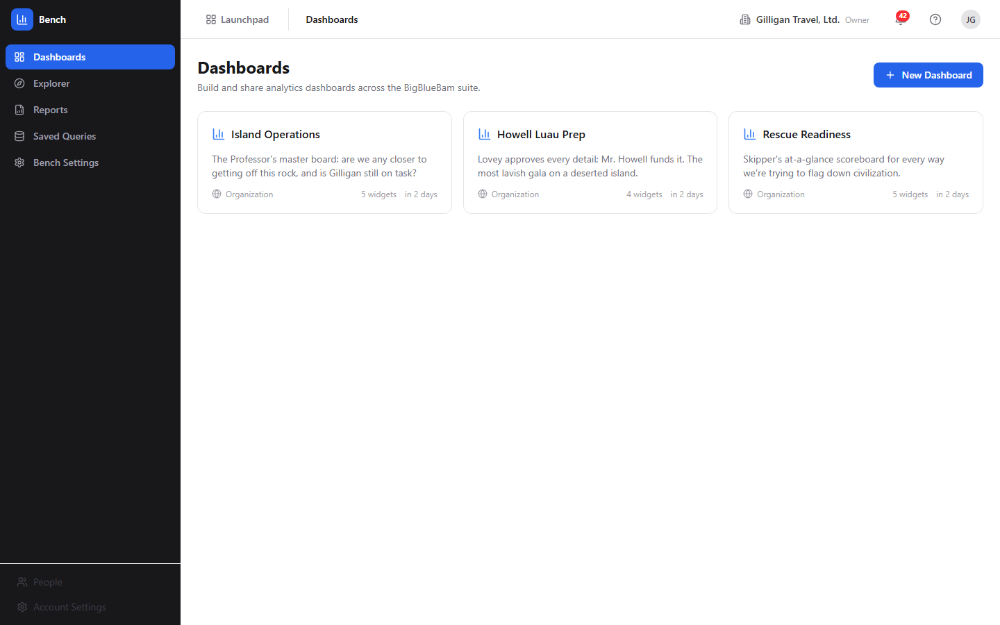 Bench
Dashboards
Explorer
Reports
Saved Queries
Bench Settings
People
Account Settings
Launchpad
Dashboards
Gilligan Travel, Ltd. Owner
42
JG
Dashboards
Build and share analytics dashboards across the BigBlueBam suite.
New Dashboard
Island Operations
The Professor's master board: are we any closer to
getting off this rock, and is Gilligan still on task?
Organization 5 widgets in 2 days
Howell Luau Prep
Lovey approves every detail; Mr. Howell funds it. The
most lavish gala on a deserted island.
Organization 4 widgets in 2 days
Rescue Readiness
Skipper's at-a-glance scoreboard for every way
we're trying to flag down civilization.
Organization 5 widgets in 2 days